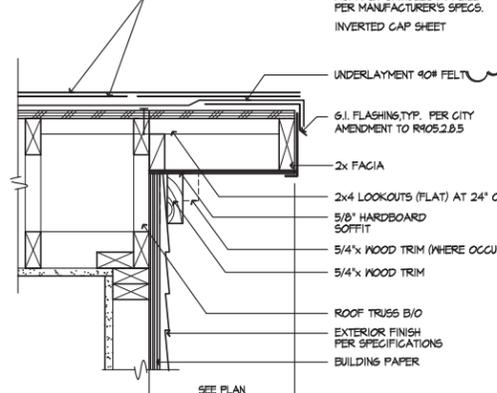 PER MANUFACTURER'S SPECS.
INVERTED CAP SHEET
UNDERLAYMENT 90# FELT
G.I. FLASHING, TYP. PER CITY
AMENDMENT TO R905.2.8.5
2x FACIA
2x4 LOOKOUTS (FLAT) AT 24"
5/8" HARDBOARD
SOFFIT
5/4"x WOOD TRIM (WHERE
5/4"x WOOD TRIM
ROOF TRUSS B/O
EXTERIOR FINISH
PER SPECIFICATIONS
BUILDING PAPER
SEE PLAN